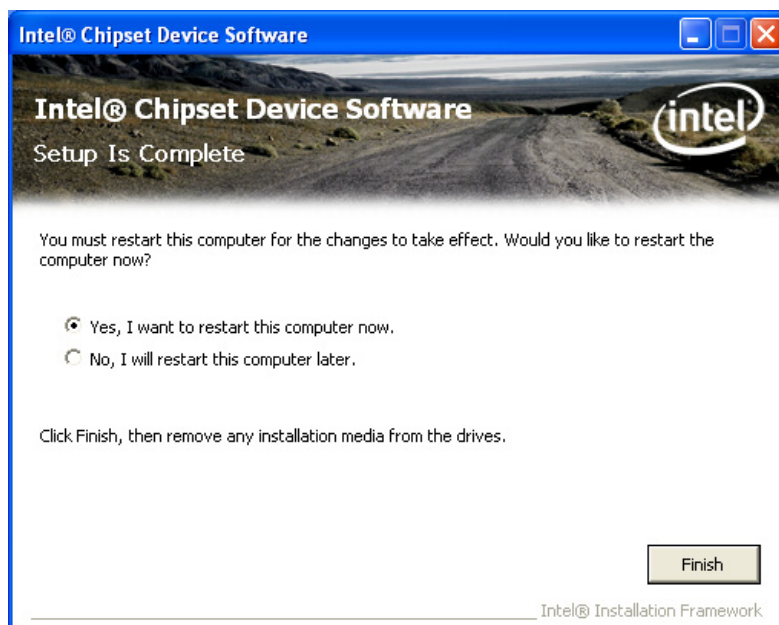 Intel® Chipset Device Software
Intel® Chipset Device Software
intel
Setup Is Complete
You must restart this computer for the changes to take effect. Would you like to restart the
computer now?
Yes, I want to restart this computer now.
No, I will restart this computer later.
Click Finish, then remove any installation media from the drives.
Finish
Intel® Installation Framework